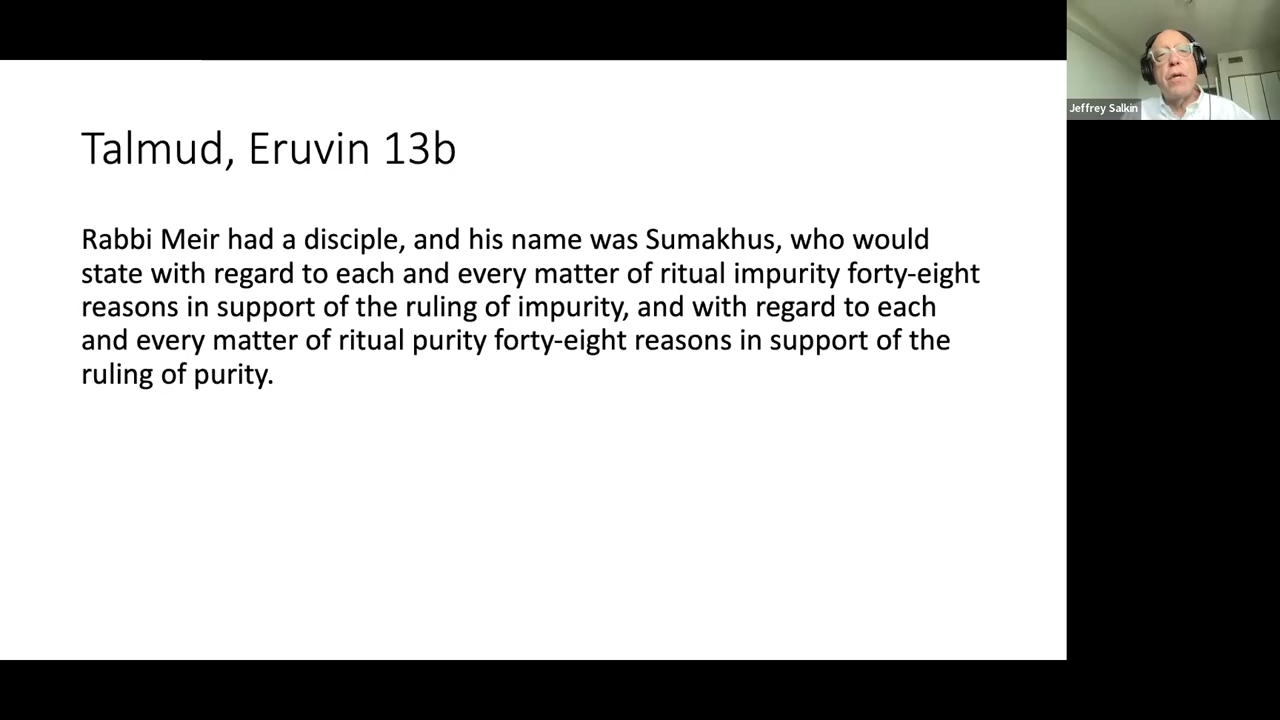 Talmud, Eruvin 13b
Rabbi Meir had a disciple, and his name was Sumakhus, who would
state with regard to each and every matter of ritual impurity forty-eight
reasons in support of the ruling of impurity, and with regard to each
and every matter of ritual purity forty-eight reasons in support of the
ruling of purity.
Jeffrey Salkin